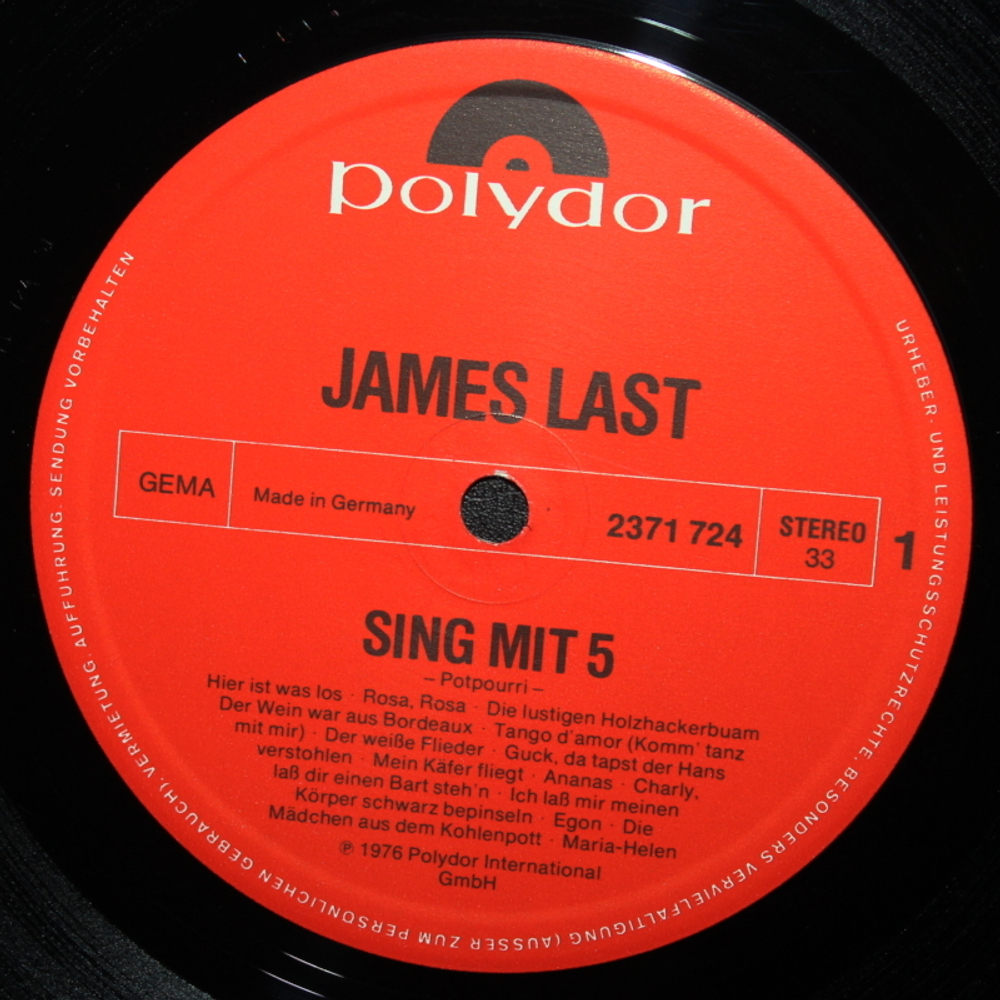 polydor
JAMES LAST
GEMA
Made in Germany
2371 724
STEREO
33
1
SING MIT 5
– Potpourri –
Hier ist was los · Rosa, Rosa · Die lustigen Holzhackerbuam
Der Wein war aus Bordeaux · Tango d'amor (Komm' tanz
mit mir) · Der weiße Flieder · Guck, da tapst der Hans
verstohlen · Mein Käfer fliegt · Ananas · Charly,
laß dir einen Bart steh'n · Ich laß mir meinen
Körper schwarz bepinseln · Egon · Die
Mädchen aus dem Kohlenpott · Maria-Helen
℗ 1976 Polydor International
GmbH
URHEBER. UND LEISTUNGSSCHUTZRECHTE, BESONDERS VERVIELFÄLTIGUNG (AUSSER ZUM PERSÖNLICHEN GEBRAUCH), VERMIETUNG, AUFFÜHRUNG. SENDUNG VORBEHALTEN